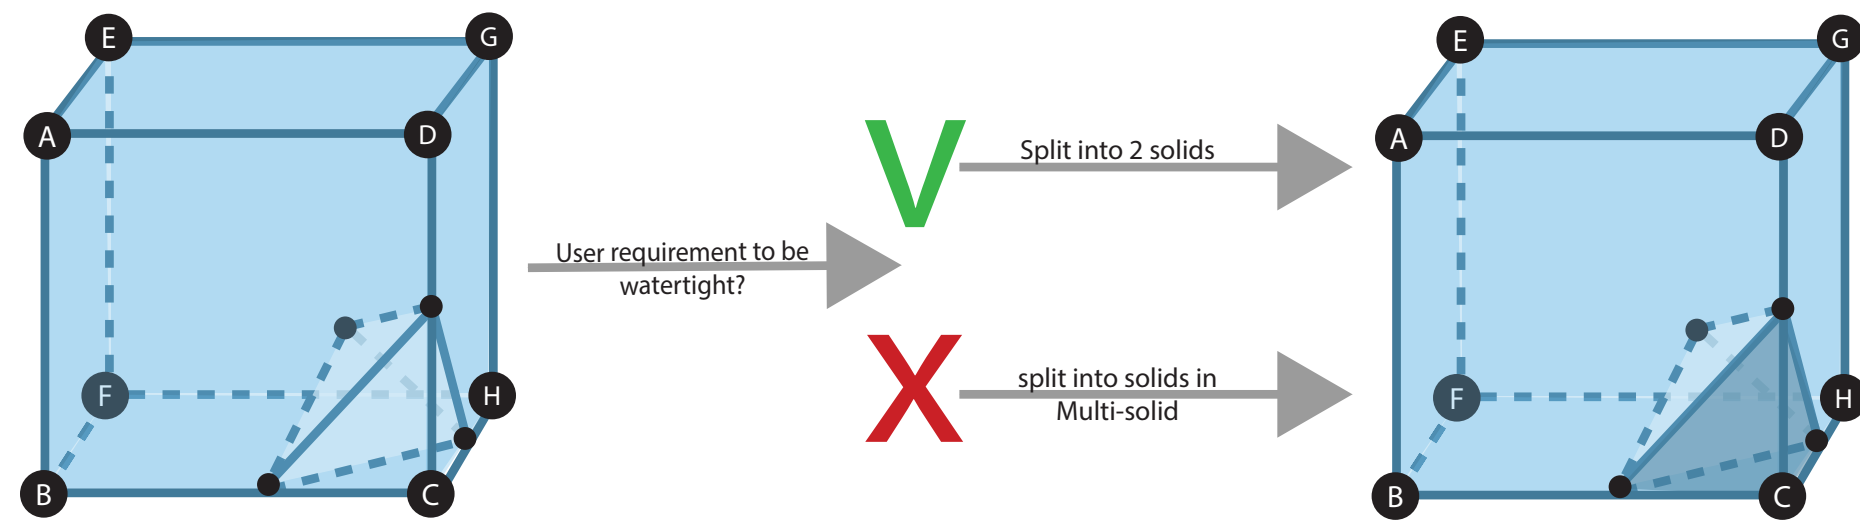 E
G
A
D
F
H
B
C
User requirement to be
watertight?
V
Split into 2 solids
X
split into solids in
Multi-solid
E
G
A
D
F
H
B
C